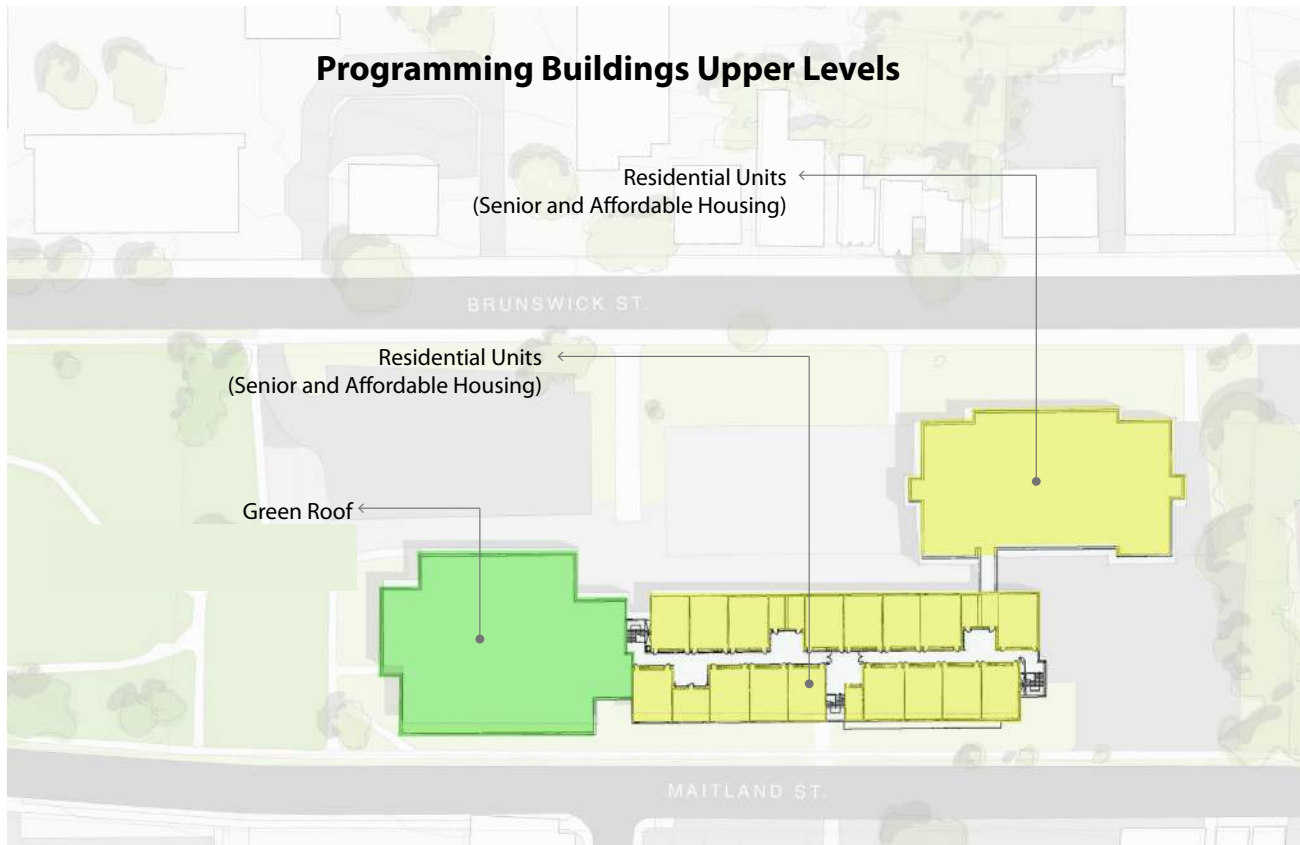 Programming Buildings Upper Levels
Residential Units
(Senior and Affordable Housing)
BRUNSWICK ST.
Residential Units
(Senior and Affordable Housing)
Green Roof
MAITLAND ST.